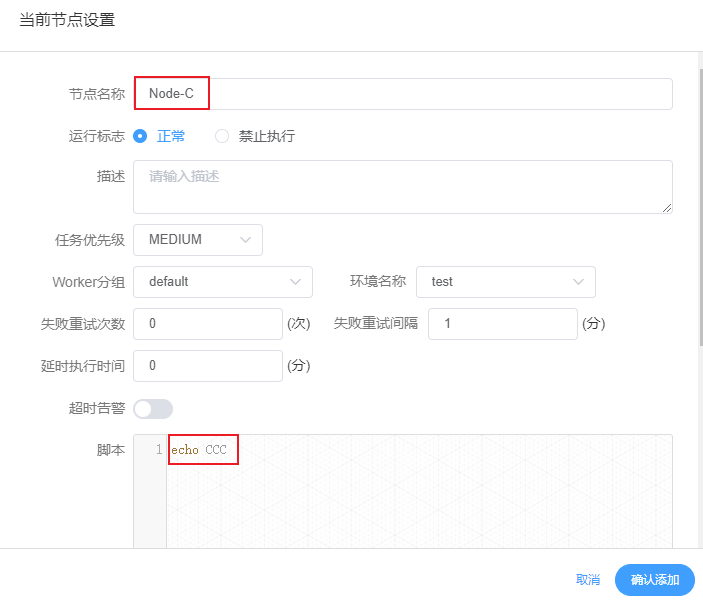 当前节点设置
节点名称 Node-C
运行标志 正常 禁止执行
描述 请输入描述
任务优先级 MEDIUM
Worker分组 default 环境名称 test
失败重试次数 0 (次) 失败重试间隔 1 (分)
延时执行时间 0 (分)
超时告警
脚本 1 echo CCC
取消 确认添加